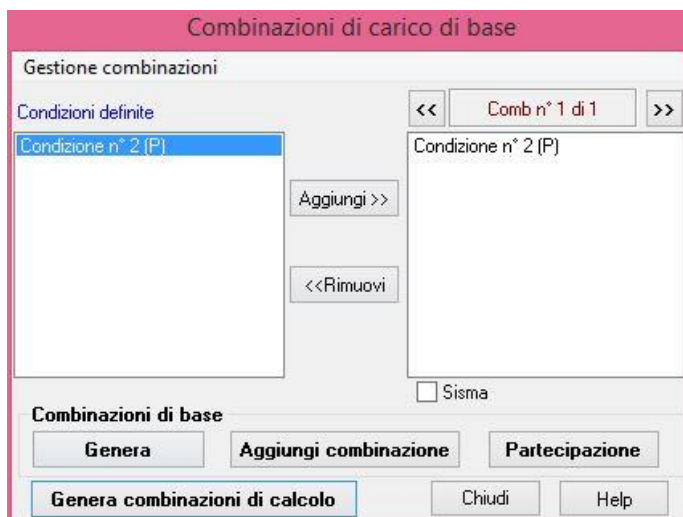 Combinazioni di carico di base
Gestione combinazioni
Condizioni definite
<< Comb n° 1 di 1 >>
Condizione n° 2 (P)
Condizione n° 2 (P)
Aggiungi >>
<<Rimuovi
Sisma
Combinazioni di base
Genera Aggiungi combinazione Partecipazione
Genera combinazioni di calcolo Chiudi Help